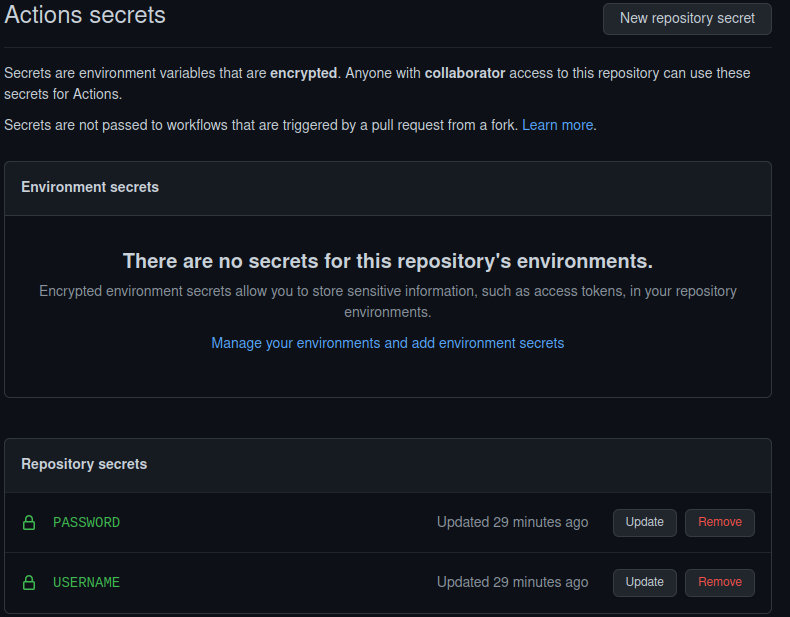 Actions secrets
New repository secret
Secrets are environment variables that are encrypted. Anyone with collaborator access to this repository can use these
secrets for Actions.
Secrets are not passed to workflows that are triggered by a pull request from a fork. Learn more.
Environment secrets
There are no secrets for this repository's environments.
Encrypted environment secrets allow you to store sensitive information, such as access tokens, in your repository
environments.
Manage your environments and add environment secrets
Repository secrets
PASSWORD Updated 29 minutes ago Update Remove
USERNAME Updated 29 minutes ago Update Remove